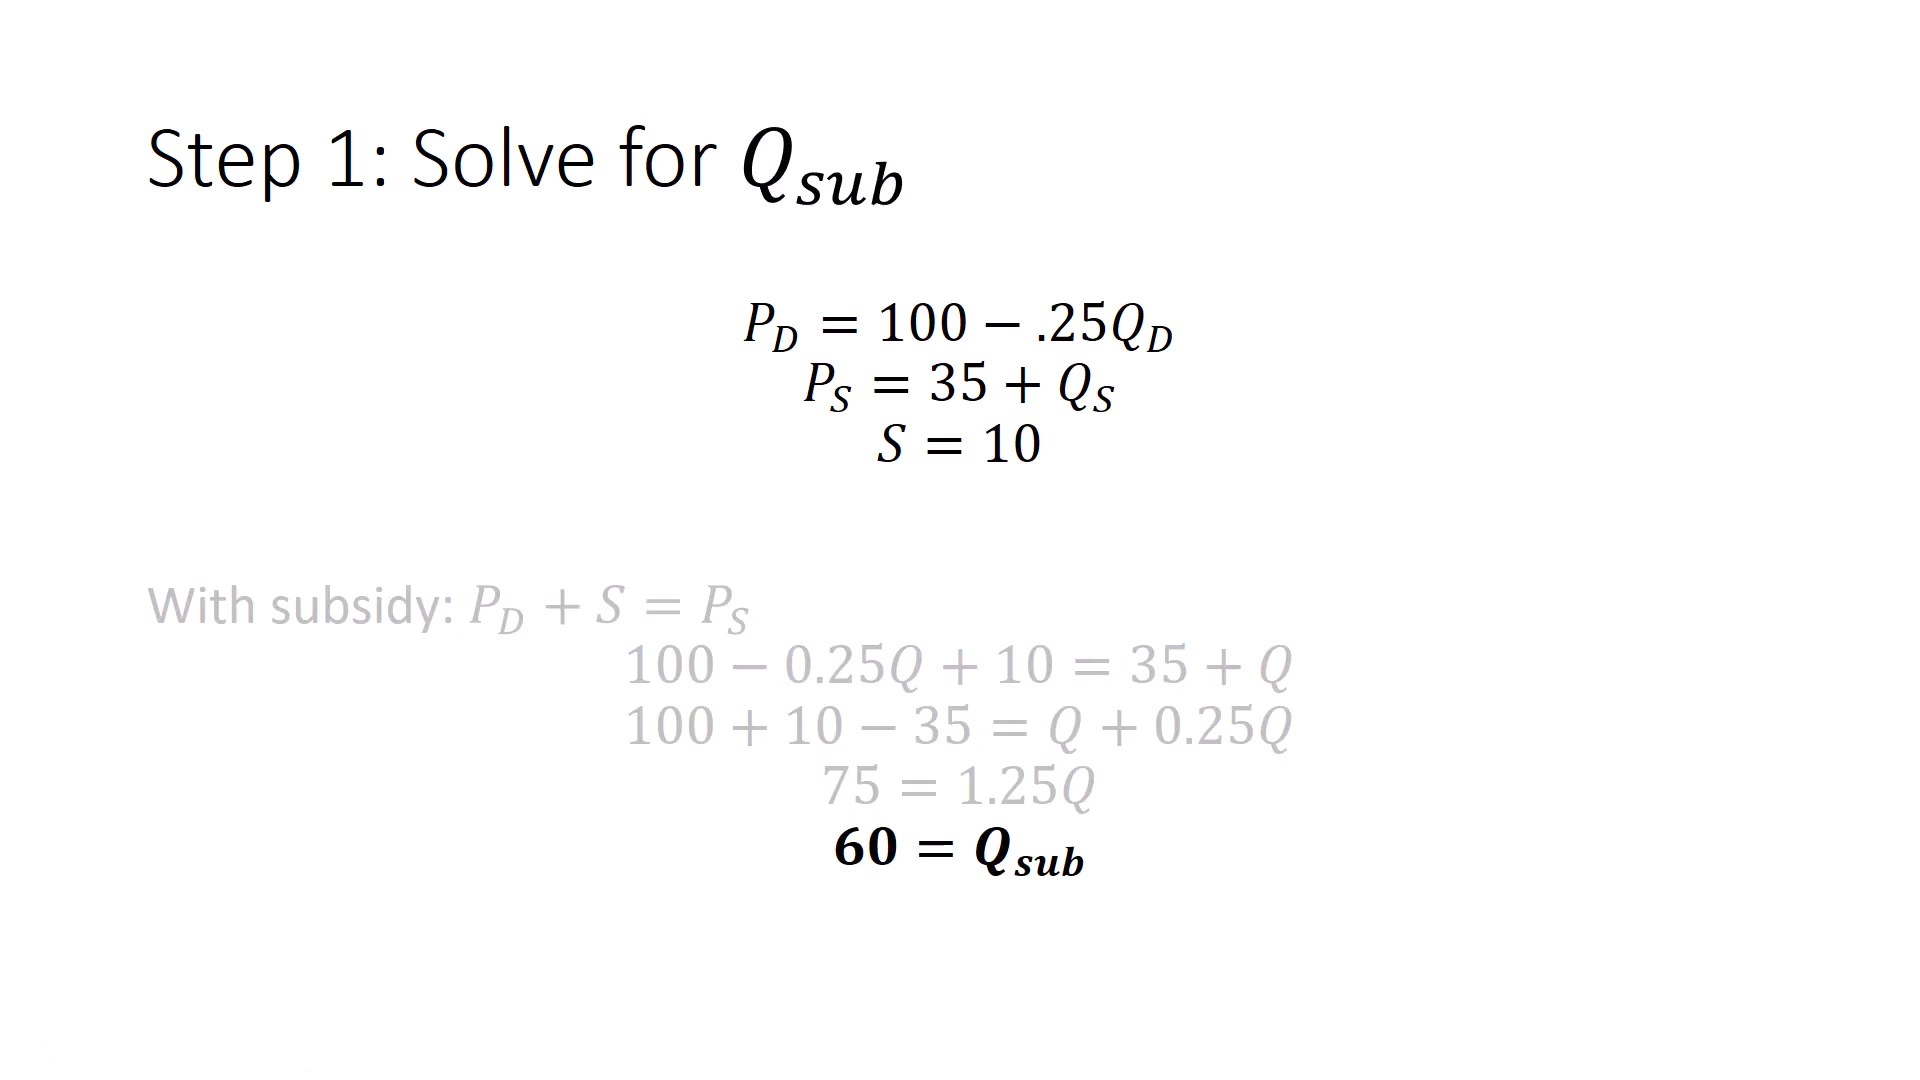 Step 1: Solve for Q_sub
P_D = 100 − .25Q_D
P_S = 35 + Q_S
S = 10
With subsidy: P_D + S = P_S
100 − 0.25Q + 10 = 35 + Q
100 + 10 − 35 = Q + 0.25Q
75 = 1.25Q
60 = Q_sub